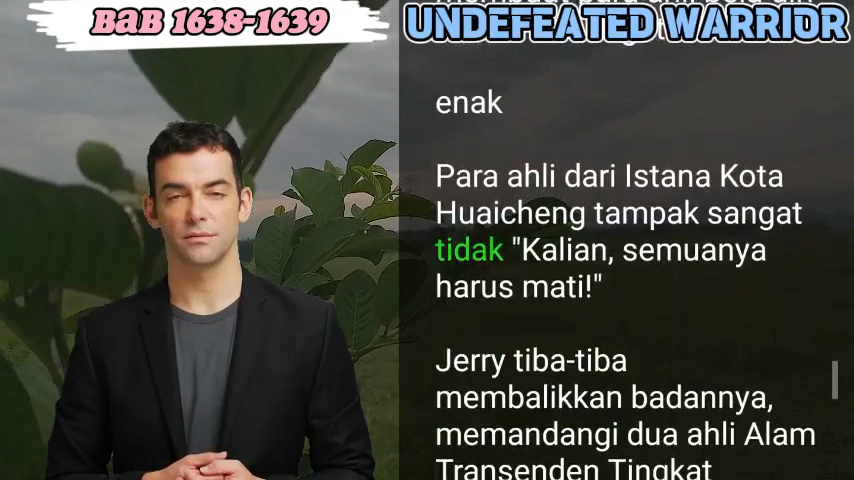 BAB 1638-1639
UNDEFEATED WARRIOR
enak
Para ahli dari Istana Kota
Huaicheng tampak sangat
tidak "Kalian, semuanya
harus mati!"
Jerry tiba-tiba
membalikkan badannya,
memandangi dua ahli Alam
Transenden Tingkat